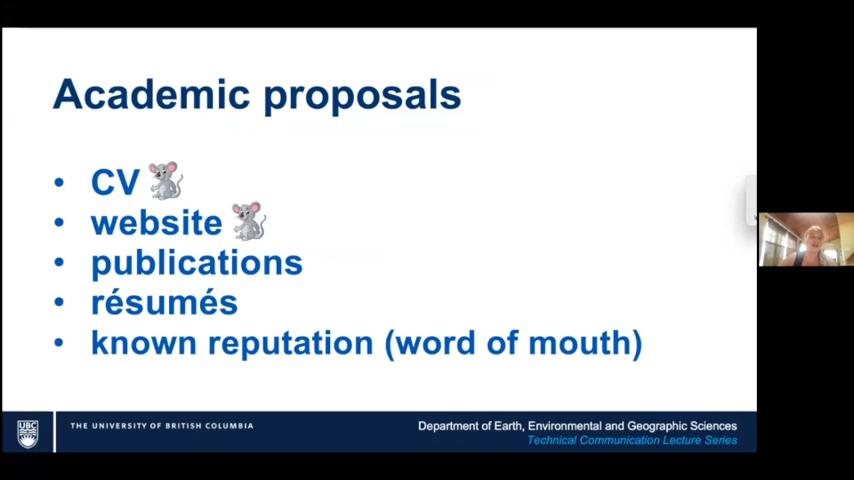 Academic proposals
• CV
• website
• publications
• résumés
• known reputation (word of mouth)
UBC
THE UNIVERSITY OF BRITISH COLUMBIA
Department of Earth, Environmental and Geographic Sciences
Technical Communication Lecture Series